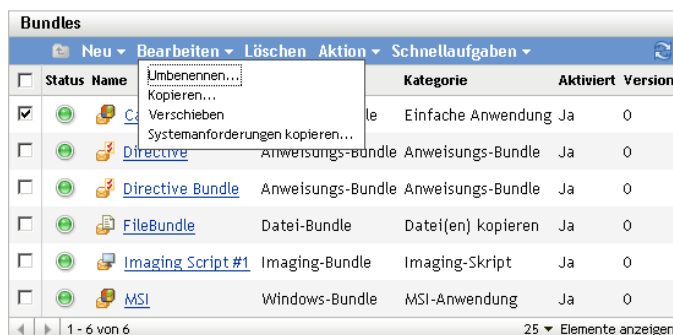 Bundles
Neu Bearbeiten Löschen Aktion Schnellaufgaben
Status Name Kategorie Aktiviert Version
Umbenennen...
Kopieren...
Verschieben
Systemanforderungen kopieren...
Einfache Anwendung Ja 0
Directive Anweisungs-Bundle Anweisungs-Bundle Ja 0
Directive Bundle Anweisungs-Bundle Anweisungs-Bundle Ja 0
FileBundle Datei-Bundle Datei(en) kopieren Ja 0
Imaging Script #1 Imaging-Bundle Imaging-Skript Ja 0
MSI Windows-Bundle MSI-Anwendung Ja 0
1 - 6 von 6 25 Elemente anzeigen